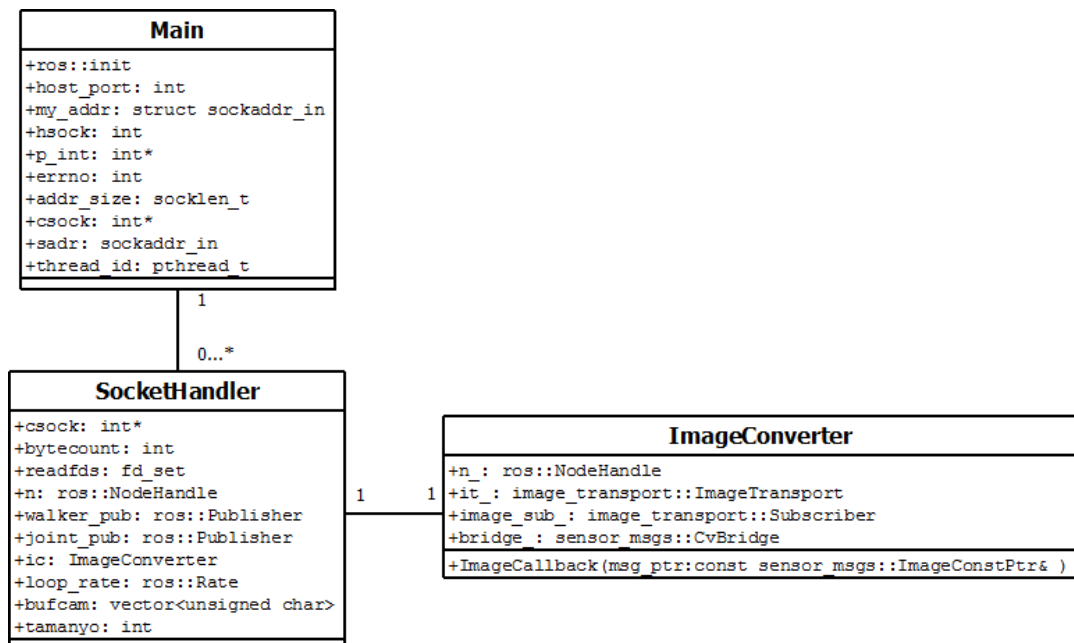 Main
+ros::init
+host_port: int
+my_addr: struct sockaddr_in
+hsock: int
+p_int: int*
+errno: int
+addr_size: socklen_t
+csock: int*
+sadr: sockaddr_in
+thread_id: pthread_t
1
0...*
SocketHandler
+csock: int*
+bytecount: int
+readfds: fd_set
+n: ros::NodeHandle
+walker_pub: ros::Publisher
+joint_pub: ros::Publisher
+ic: ImageConverter
+loop_rate: ros::Rate
+bufcam: vector<unsigned char>
+tamanyo: int
1
1
ImageConverter
+n_: ros::NodeHandle
+it_: image_transport::ImageTransport
+image_sub_: image_transport::Subscriber
+bridge_: sensor_msgs::CvBridge
+ImageCallback(msg_ptr:const sensor_msgs::ImageConstPtr& )